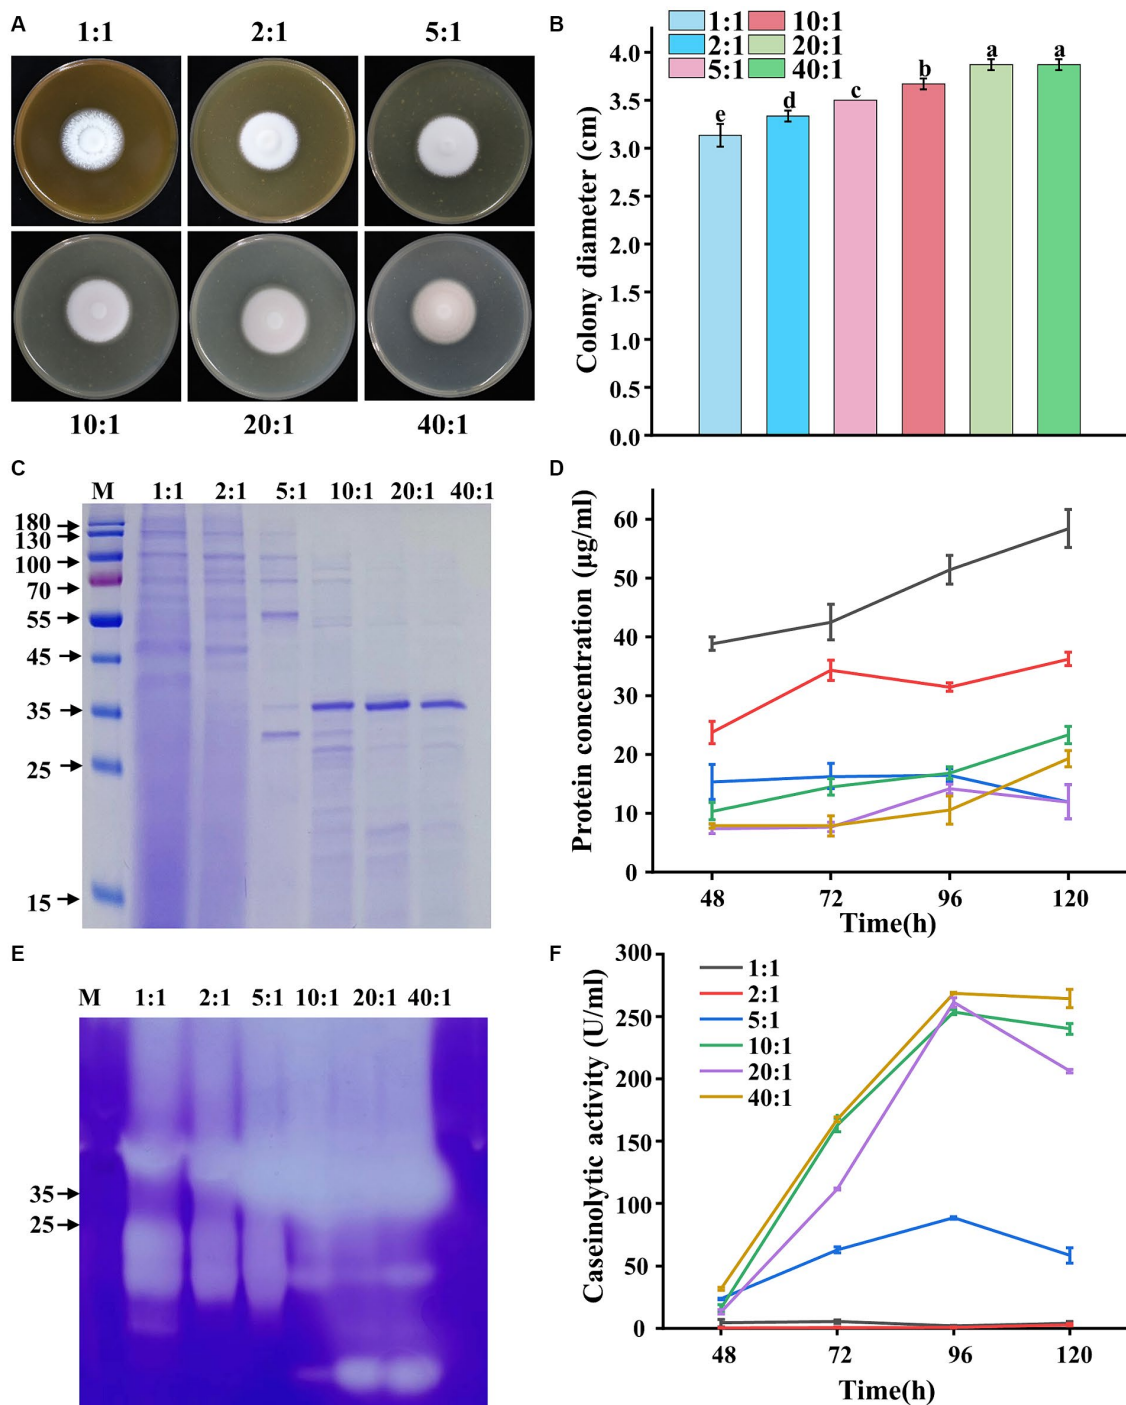 A
1:1 2:1 5:1
10:1 20:1 40:1
B
1:1 10:1
2:1 20:1
5:1 40:1
Colony diameter (cm)
4.0
3.5
3.0
2.5
2.0
1.5
1.0
0.5
0.0
e d c b a a
C
M 1:1 2:1 5:1 10:1 20:1 40:1
180
130
100
70
55
45
35
25
15
D
Protein concentration (µg/ml)
60
50
40
30
20
10
0
48 72 96 120
Time(h)
E
M 1:1 2:1 5:1 10:1 20:1 40:1
35
25
F
Caseinolytic activity (U/ml)
300
250
200
150
100
50
0
1:1
2:1
5:1
10:1
20:1
40:1
48 72 96 120
Time(h)